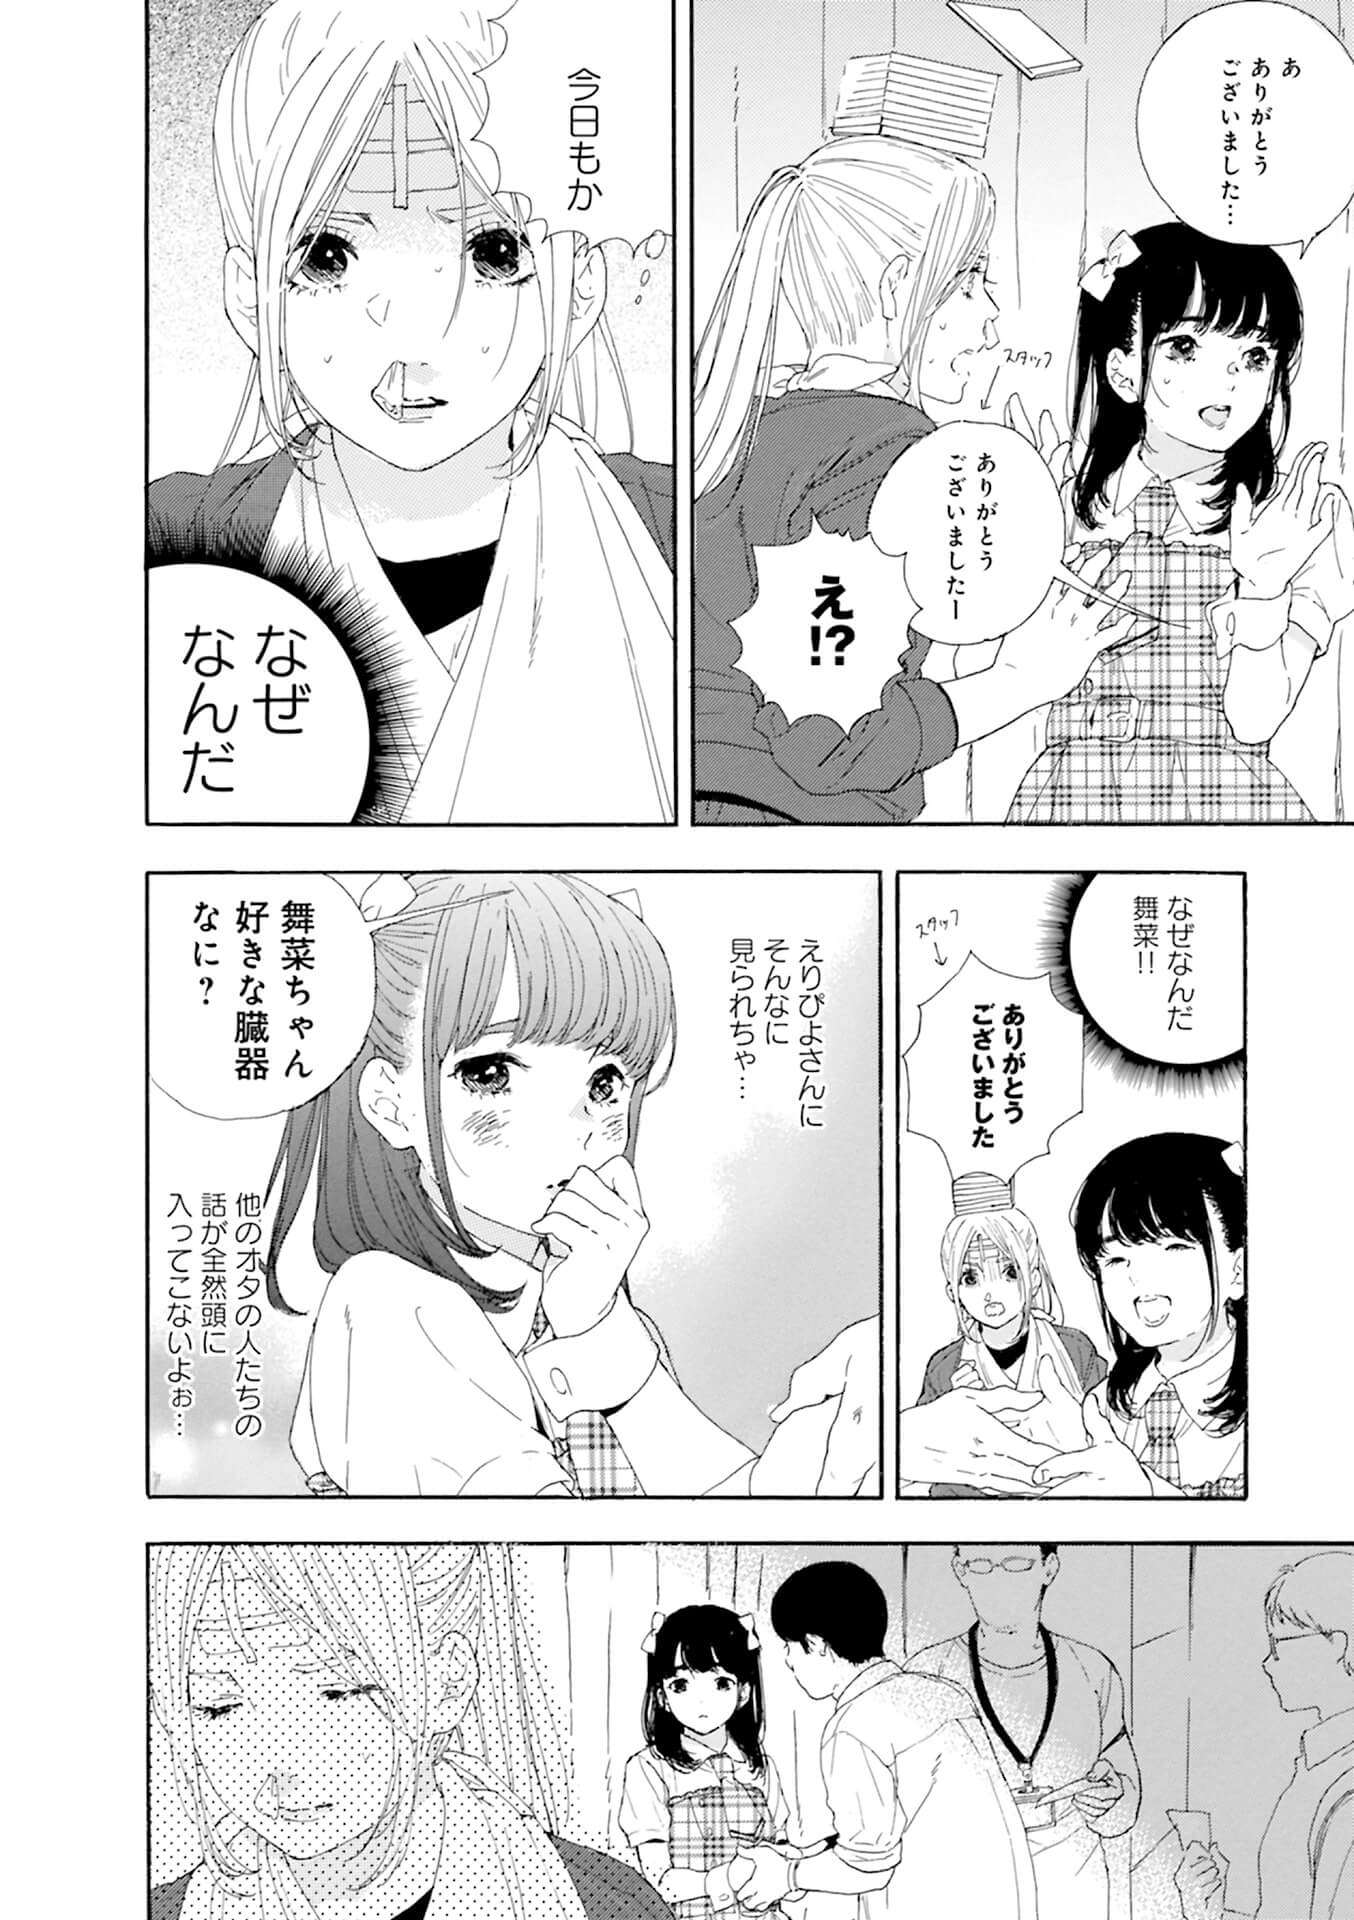 あ
ありがとう
ございました…
スタッフ
ありがとう
ございましたー
え!?
今日もか
なぜ
なんだ
なぜなんだ
舞菜!!
スタッフ
ありがとう
ございました
えりぴよさんに
そんなに
見られちゃ…
舞菜ちゃん
好きな臓器
なに?
他のオタの人たちの
話が全然頭に
入ってこないよぉ…